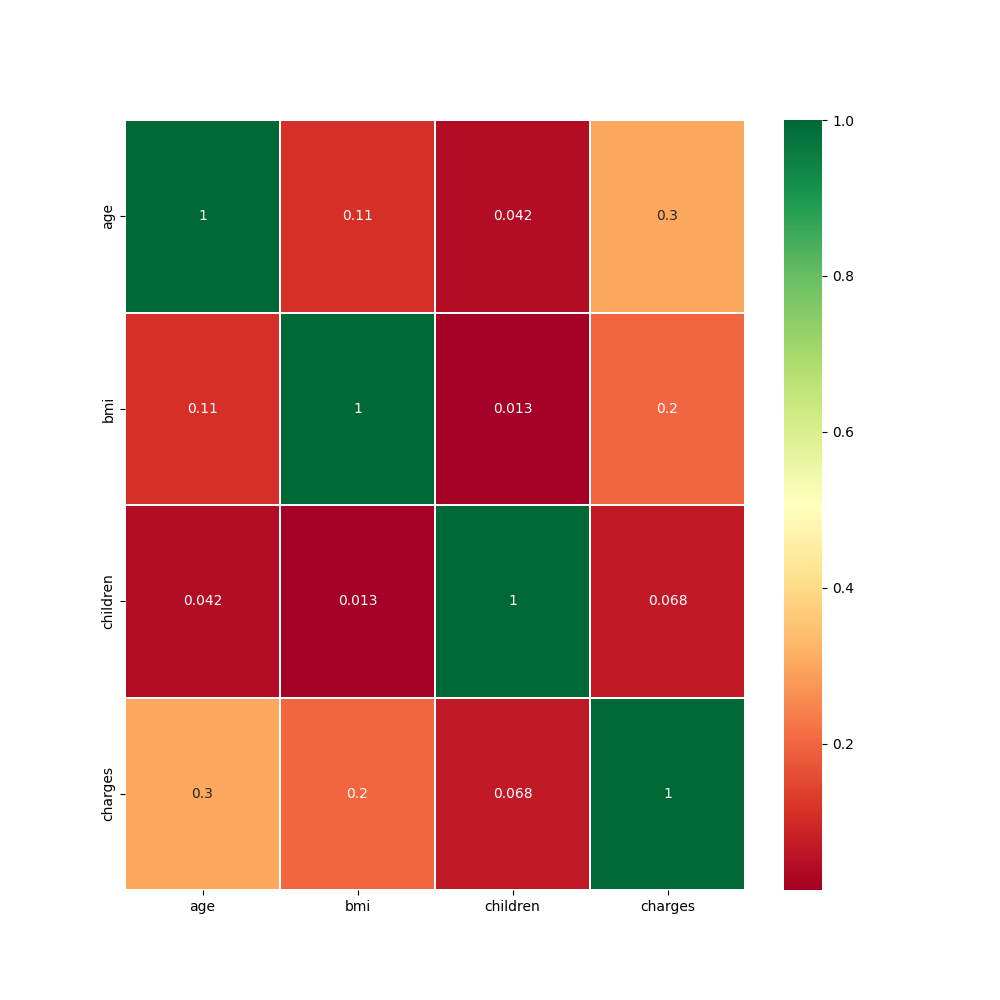 1.0
age 1 0.11 0.042 0.3
0.8
bmi 0.11 1 0.013 0.2
0.6
children 0.042 0.013 1 0.068
0.4
charges 0.3 0.2 0.068 1
0.2
age bmi children charges